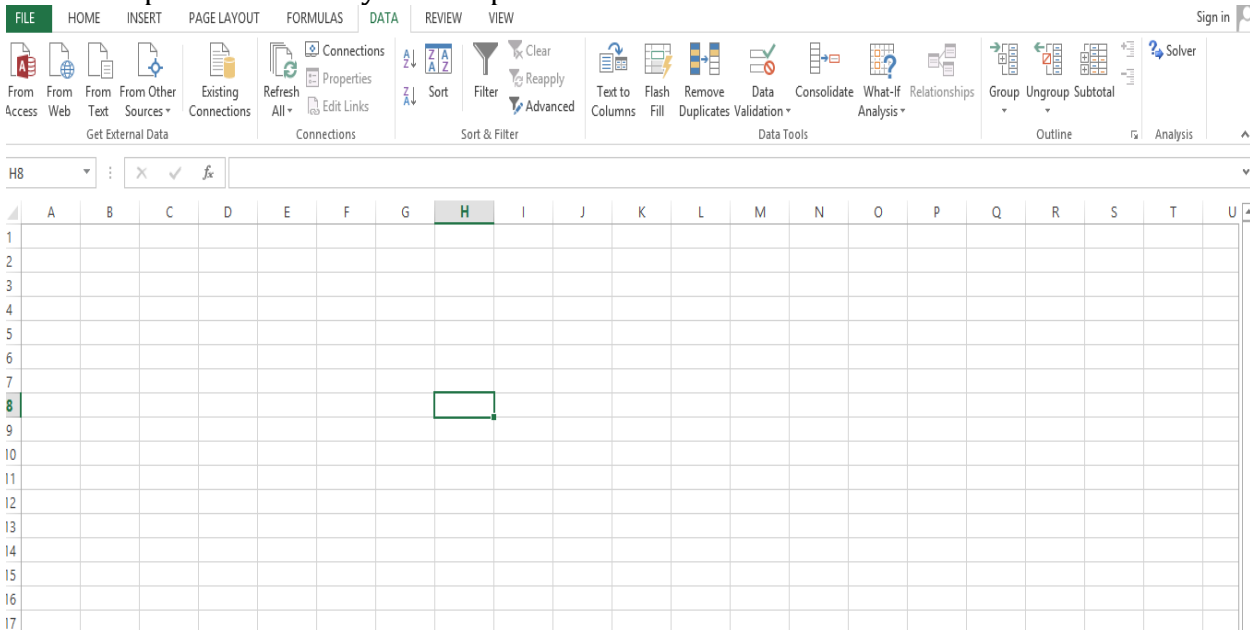 FILE HOME INSERT PAGE LAYOUT FORMULAS DATA REVIEW VIEW Sign in
From Access
From Web
From Text
From Other Sources
Existing Connections
Get External Data
Refresh All
Connections
Properties
Edit Links
Connections
Sort
Filter
Clear
Reapply
Advanced
Sort & Filter
Text to Columns
Flash Fill
Remove Duplicates
Data Validation
Consolidate
What-If Analysis
Relationships
Data Tools
Group
Ungroup
Subtotal
Outline
Solver
Analysis
H8 fx
A B C D E F G H I J K L M N O P Q R S T U
1
2
3
4
5
6
7
8
9
10
11
12
13
14
15
16
17